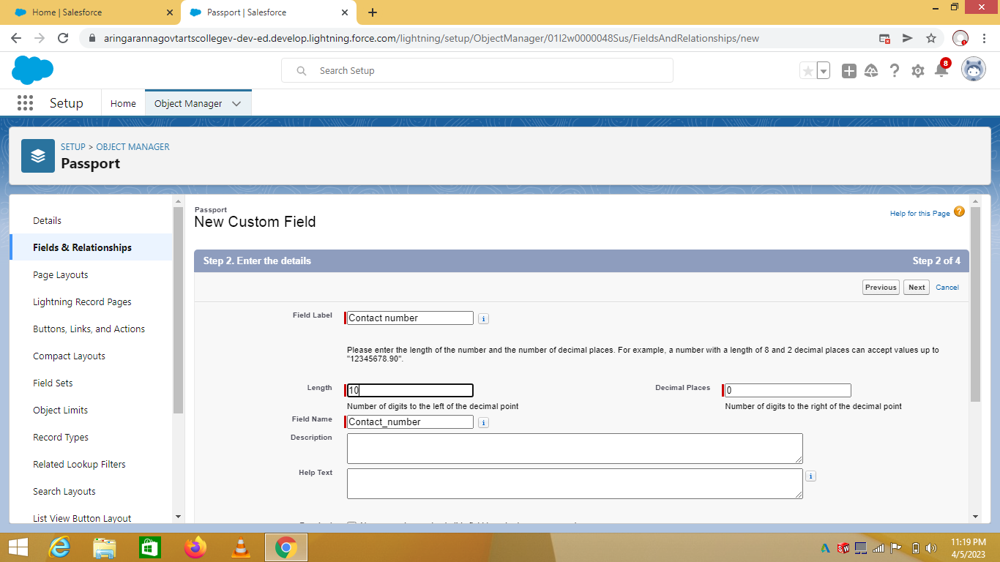 Home | Salesforce
Passport | Salesforce
aringarannagovtartscollegev-dev-ed.develop.lightning.force.com/lightning/setup/ObjectManager/01I2w0000048Sus/FieldsAndRelationships/new
Search Setup
8
Setup
Home
Object Manager
SETUP > OBJECT MANAGER
Passport
Details
Fields & Relationships
Page Layouts
Lightning Record Pages
Buttons, Links, and Actions
Compact Layouts
Field Sets
Object Limits
Record Types
Related Lookup Filters
Search Layouts
List View Button Layout
Passport
New Custom Field
Help for this Page
Step 2. Enter the details
Step 2 of 4
Previous
Next
Cancel
Field Label
Contact number
Please enter the length of the number and the number of decimal places. For example, a number with a length of 8 and 2 decimal places can accept values up to
"12345678.90".
Length
10
Decimal Places
0
Number of digits to the left of the decimal point
Number of digits to the right of the decimal point
Field Name
Contact_number
Description
Help Text
11:19 PM
4/5/2023